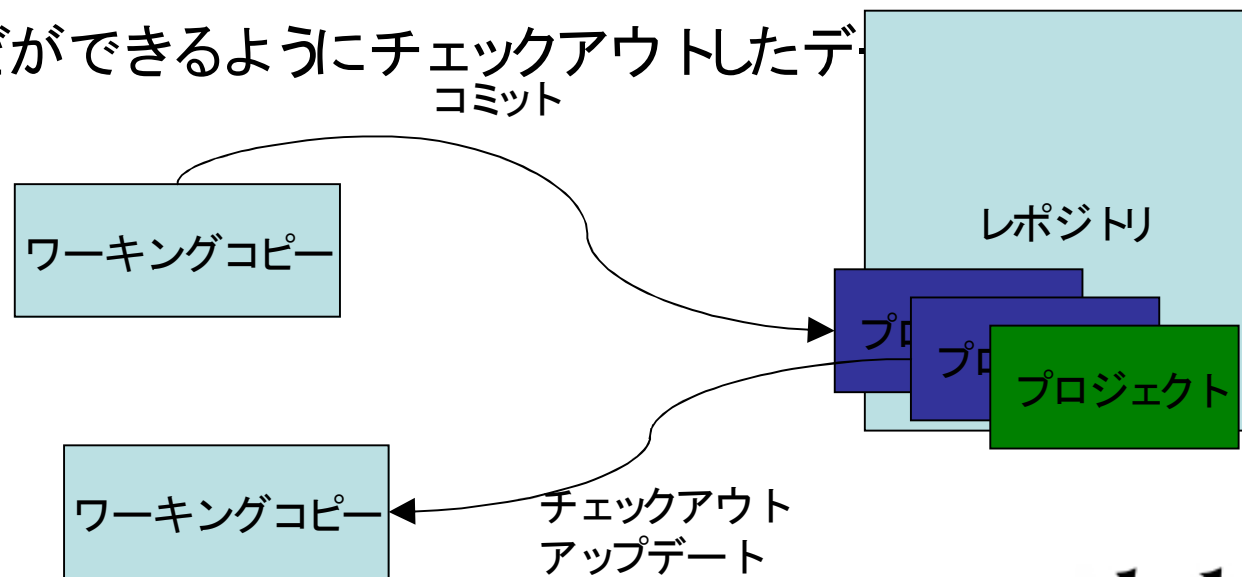 ができるようにチェックアウトしたデ
コミット
ワーキングコピー
レポジトリ
プロ
プロ
プロジェクト
ワーキングコピー
チェックアウト
アップデート